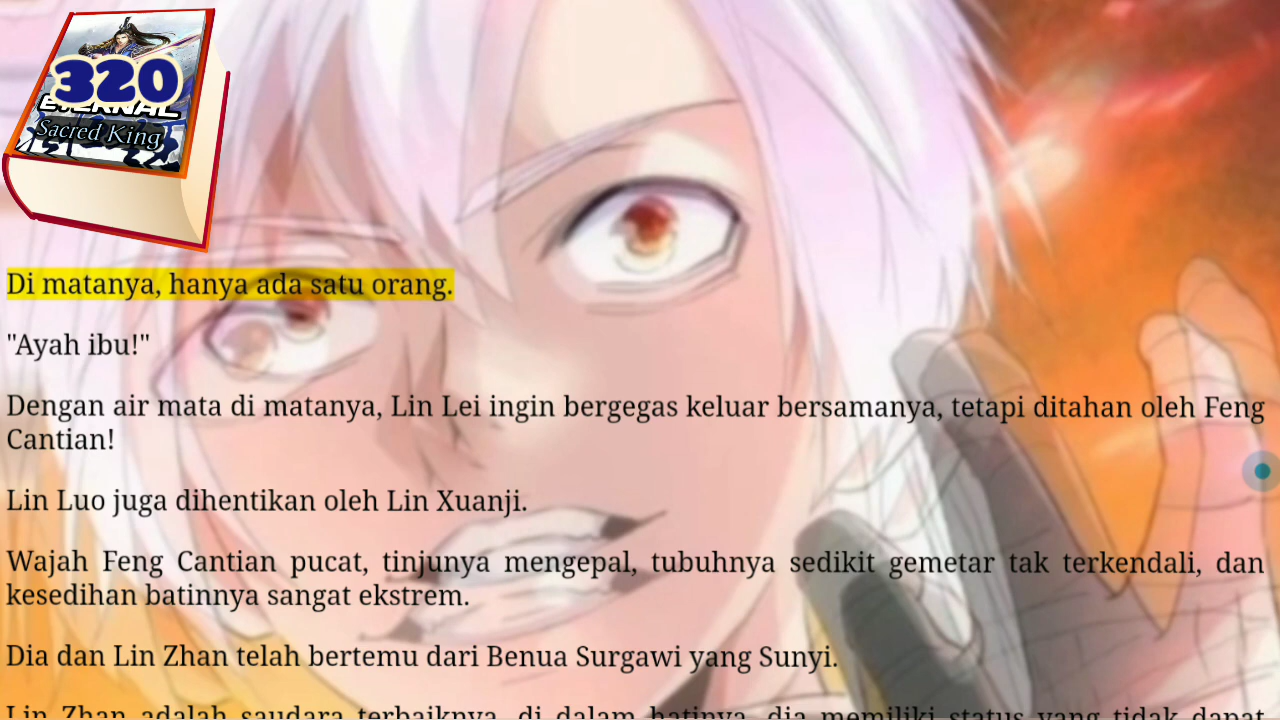 320
ETERNAL
Sacred King
Di matanya, hanya ada satu orang.
"Ayah ibu!"
Dengan air mata di matanya, Lin Lei ingin bergegas keluar bersamanya, tetapi ditahan oleh Feng
Cantian!
Lin Luo juga dihentikan oleh Lin Xuanji.
Wajah Feng Cantian pucat, tinjunya mengepal, tubuhnya sedikit gemetar tak terkendali, dan
kesedihan batinnya sangat ekstrem.
Dia dan Lin Zhan telah bertemu dari Benua Surgawi yang Sunyi.
Lin Zhan adalah saudara terbaiknya, di dalam hatinya, dia memiliki status yang tidak dapat